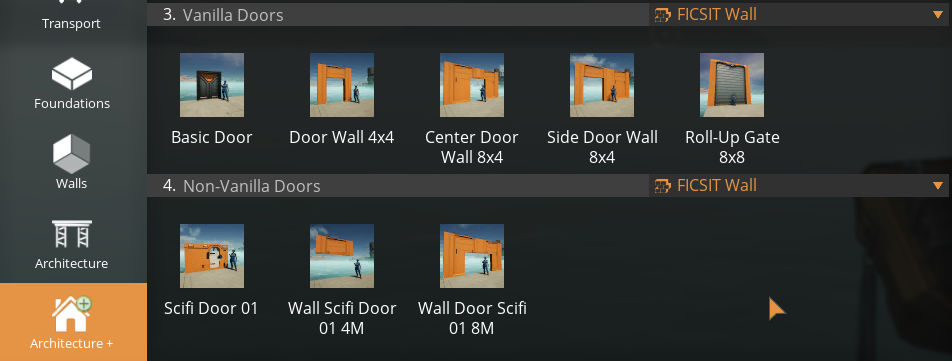 Transport
Foundations
Walls
Architecture
Architecture +
3. Vanilla Doors
FICSIT Wall
Basic Door
Door Wall 4x4
Center Door
Wall 8x4
Side Door Wall
8x4
Roll-Up Gate
8x8
4. Non-Vanilla Doors
FICSIT Wall
Scifi Door 01
Wall Scifi Door
01 4M
Wall Door Scifi
01 8M